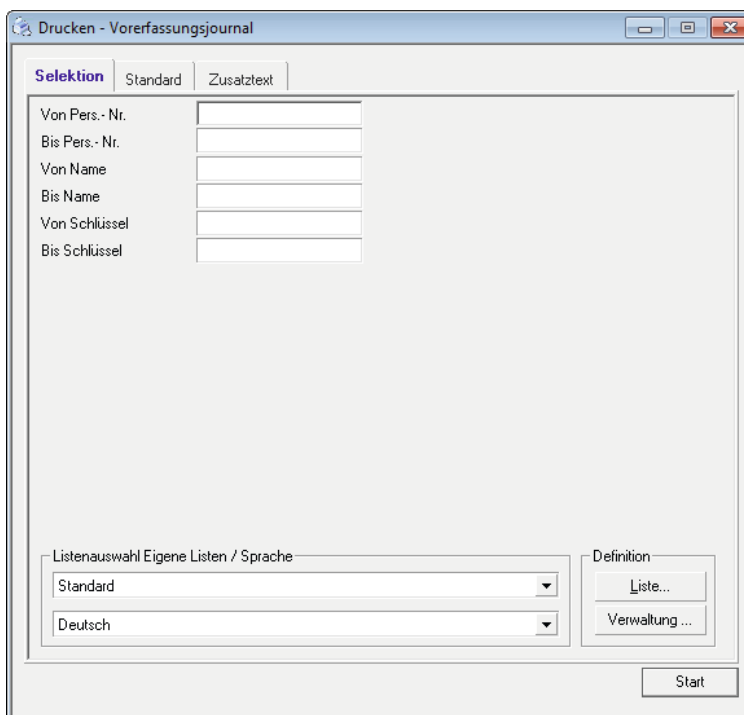 Drucken - Vorerfassungsjournal
Selektion Standard Zusatztext
Von Pers.- Nr.
Bis Pers.- Nr.
Von Name
Bis Name
Von Schlüssel
Bis Schlüssel
Listenauswahl Eigene Listen / Sprache
Standard
Deutsch
Definition
Liste...
Verwaltung ...
Start